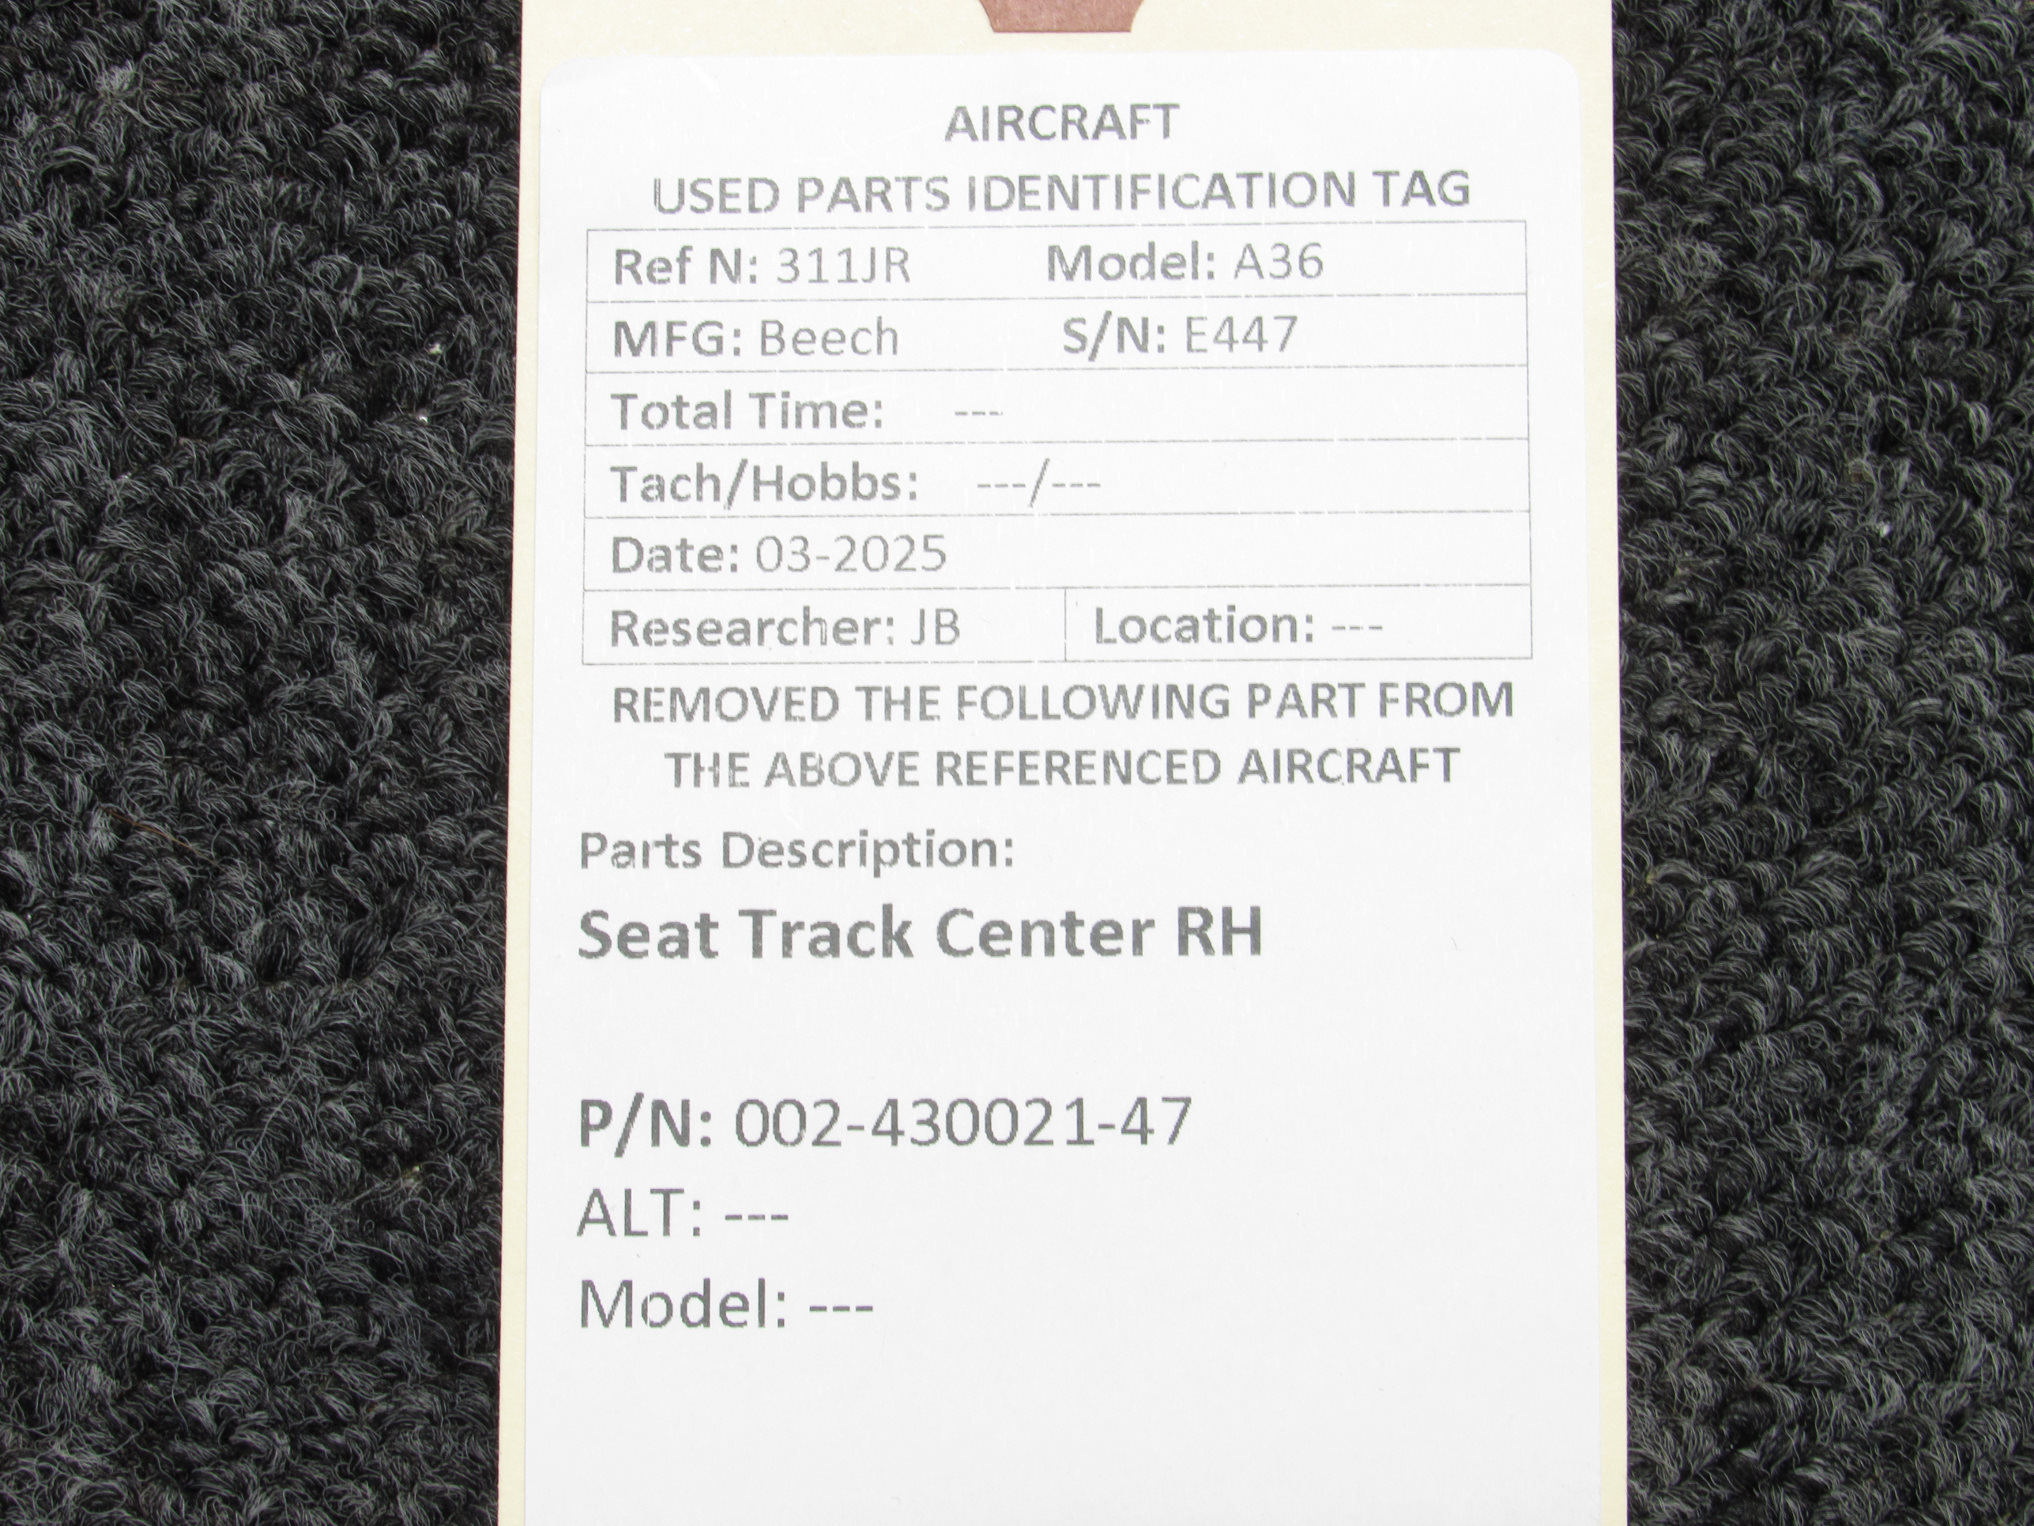 AIRCRAFT
USED PARTS IDENTIFICATION TAG
Ref N: 311JR Model: A36
MFG: Beech S/N: E447
Total Time: ---
Tach/Hobbs: ---/---
Date: 03-2025
Researcher: JB Location: ---
REMOVED THE FOLLOWING PART FROM
THE ABOVE REFERENCED AIRCRAFT
Parts Description:
Seat Track Center RH
P/N: 002-430021-47
ALT: ---
Model: ---